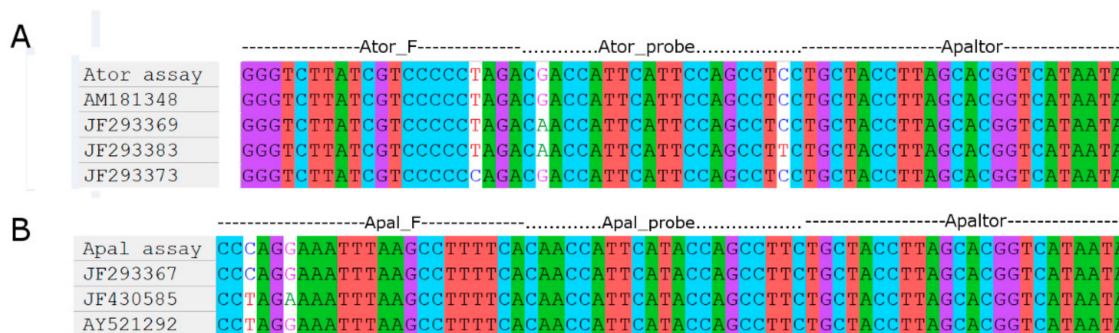 A
--------------Ator_F--------------............Ator_probe.................----------------Apaltor---------------
Ator assay GGGTCTTATCGTCCCCCTAGACGACCATTCATTCCAGCCTCCTGCTACCTTAGCACGGTCATAATA
AM181348 GGGTCTTATCGTCCCCCTAGACGACCATTCATTCCAGCCTCCTGCTACCTTAGCACGGTCATAATA
JF293369 GGGTCTTATCGTCCCCCTAGACAACCATTCATTCCAGCCTCCTGCTACCTTAGCACGGTCATAATA
JF293383 GGGTCTTATCGTCCCCCTAGACAACCATTCATTCCAGCCTTCTGCTACCTTAGCACGGTCATAATA
JF293373 GGGTCTTATCGTCCCCCCAGACGACCATTCATTCCAGCCTCCTGCTACCTTAGCACGGTCATAATA
B
------------------Apal_F----------------............Apal_probe.................-----------------Apaltor--------------
Apal assay CCCAGGAAATTTAAGCCTTTTCACAACCATTCATACCAGCCTTCTGCTACCTTAGCACGGTCATAATA
JF293367 CCCAGGAAATTTAAGCCTTTTCACAACCATTCATACCAGCCTTCTGCTACCTTAGCACGGTCATAATA
JF430585 CCTAGAAAATTTAAGCCTTTTCACAACCATTCATACCAGCCTTCTGCTACCTTAGCACGGTCATAATA
AY521292 CCTAGGAAATTTAAGCCTTTTCACAACCATTCATACCAGCCTTCTGCTACCTTAGCACGGTCATAATA